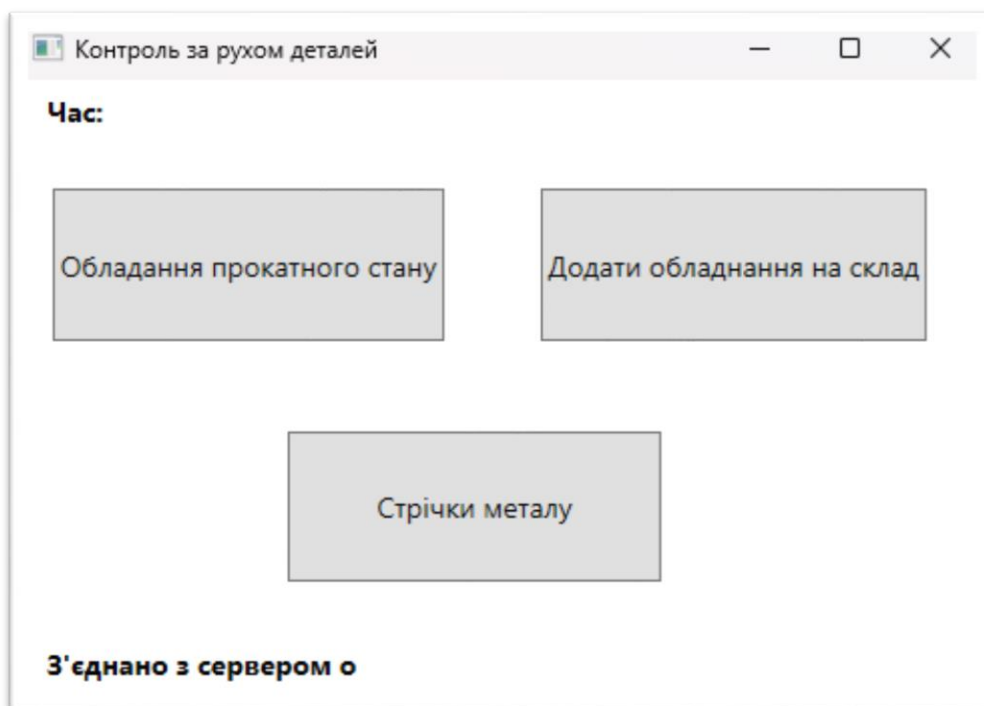 Контроль за рухом деталей
Час:
Обладання прокатного стану
Додати обладнання на склад
Стрічки металу
З'єднано з сервером о